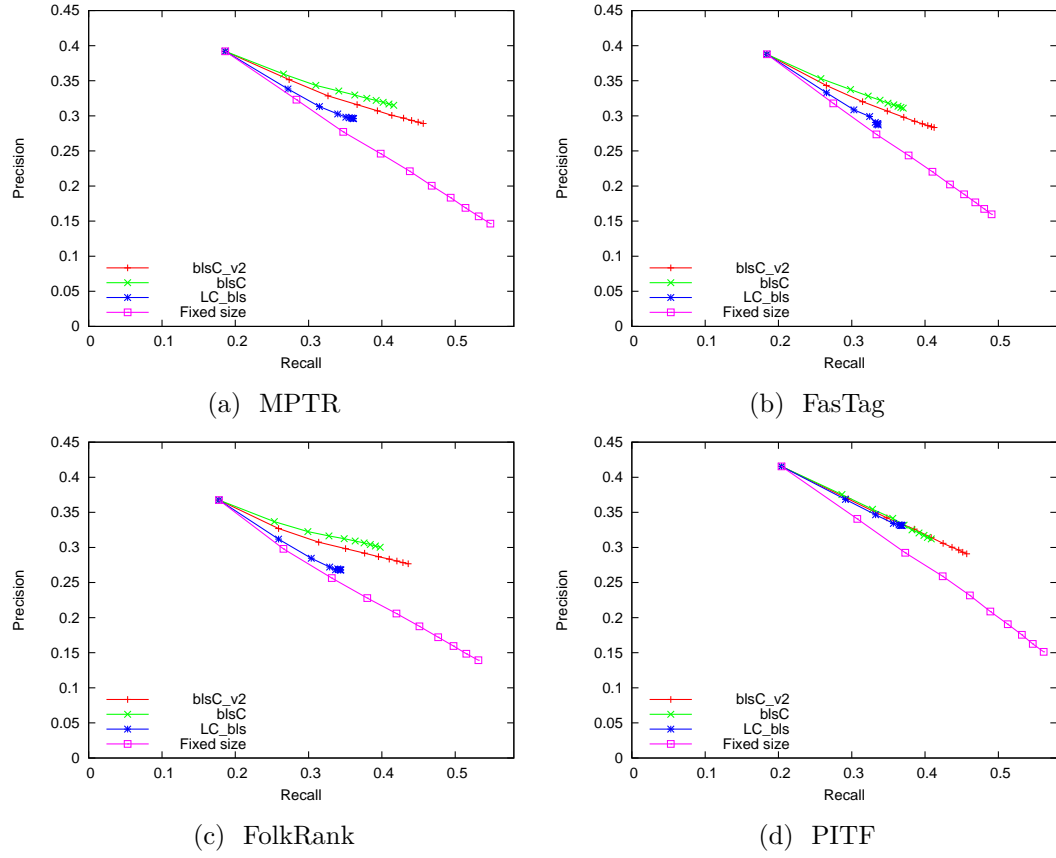 0.45
0.4
0.35
0.3
0.25
0.2
0.15
0.1
0.05
0
Precision
blsC_v2
blsC
LC_bls
Fixed size
0 0.1 0.2 0.3 0.4 0.5
Recall
(a) MPTR
0.45
0.4
0.35
0.3
0.25
0.2
0.15
0.1
0.05
0
Precision
blsC_v2
blsC
LC_bls
Fixed size
0 0.1 0.2 0.3 0.4 0.5
Recall
(b) FasTag
0.45
0.4
0.35
0.3
0.25
0.2
0.15
0.1
0.05
0
Precision
blsC_v2
blsC
LC_bls
Fixed size
0 0.1 0.2 0.3 0.4 0.5
Recall
(c) FolkRank
0.45
0.4
0.35
0.3
0.25
0.2
0.15
0.1
0.05
0
Precision
blsC_v2
blsC
LC_bls
Fixed size
0 0.1 0.2 0.3 0.4 0.5
Recall
(d) PITF